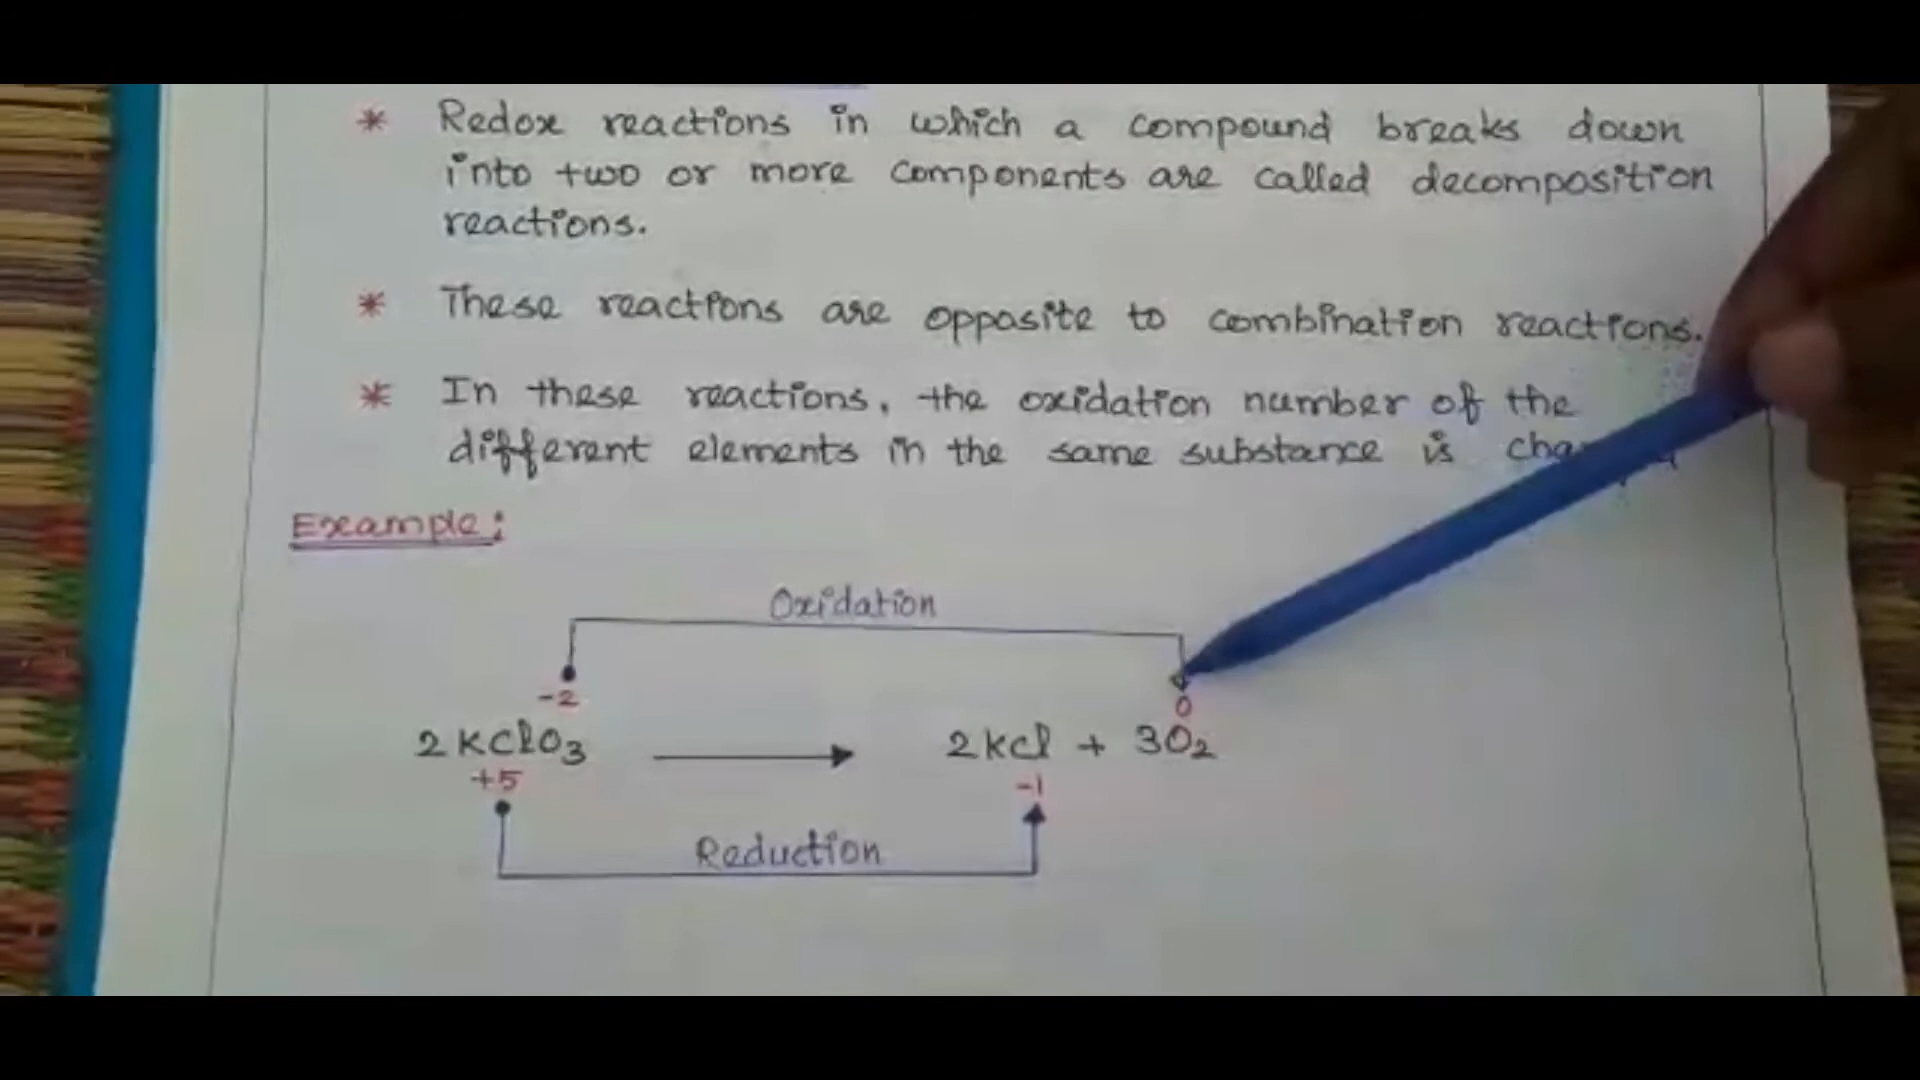 * Redox reactions in which a compound breaks down
into two or more components are called decomposition
reactions.
* These reactions are opposite to combination reactions.
* In these reactions, the oxidation number of the
different elements in the same substance is
Example:
Oxidation
-2 0
2KClO3 → 2KCl + 3O2
+5 -1
Reduction